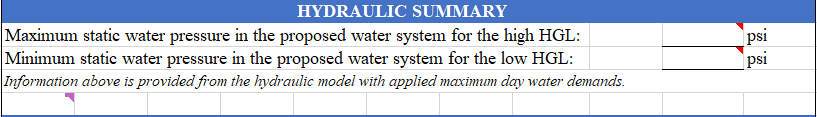 HYDRAULIC SUMMARY
Maximum static water pressure in the proposed water system for the high HGL: psi
Minimum static water pressure in the proposed water system for the low HGL: psi
Information above is provided from the hydraulic model with applied maximum day water demands.